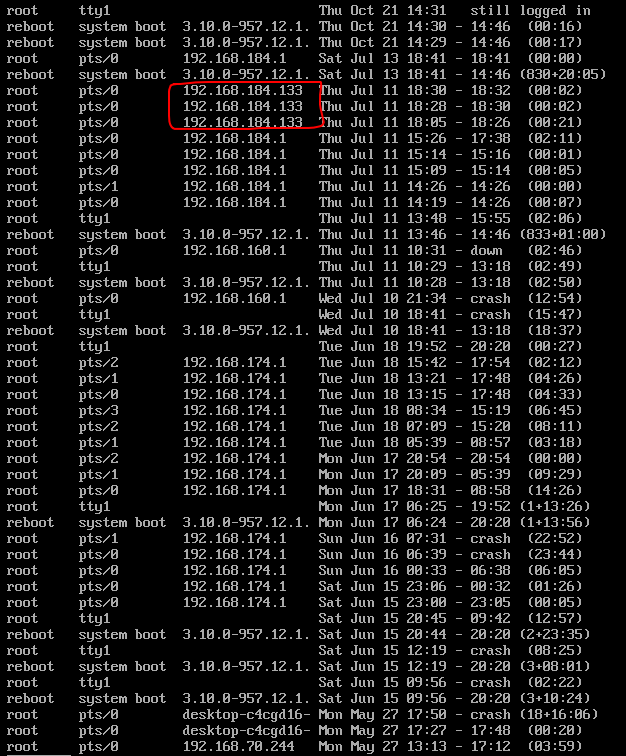 root     tty1                          Thu Oct 21 14:31   still logged in
reboot   system boot  3.10.0-957.12.1. Thu Oct 21 14:30 - 14:46  (00:16)
reboot   system boot  3.10.0-957.12.1. Thu Oct 21 14:29 - 14:46  (00:17)
root     pts/0        192.168.184.1    Sat Jul 13 18:41 - 18:41  (00:00)
reboot   system boot  3.10.0-957.12.1. Sat Jul 13 18:41 - 14:46 (830+20:05)
root     pts/0        192.168.184.133  Thu Jul 11 18:30 - 18:32  (00:02)
root     pts/0        192.168.184.133  Thu Jul 11 18:28 - 18:30  (00:02)
root     pts/0        192.168.184.133  Thu Jul 11 18:05 - 18:26  (00:21)
root     pts/0        192.168.184.1    Thu Jul 11 15:26 - 17:38  (02:11)
root     pts/0        192.168.184.1    Thu Jul 11 15:14 - 15:16  (00:01)
root     pts/0        192.168.184.1    Thu Jul 11 15:09 - 15:14  (00:05)
root     pts/1        192.168.184.1    Thu Jul 11 14:26 - 14:26  (00:00)
root     pts/0        192.168.184.1    Thu Jul 11 14:19 - 14:26  (00:07)
root     tty1                          Thu Jul 11 13:48 - 15:55  (02:06)
reboot   system boot  3.10.0-957.12.1. Thu Jul 11 13:46 - 14:46 (833+01:00)
root     pts/0        192.168.160.1    Thu Jul 11 10:31 - down   (02:46)
root     tty1                          Thu Jul 11 10:29 - 13:18  (02:49)
reboot   system boot  3.10.0-957.12.1. Thu Jul 11 10:28 - 13:18  (02:50)
root     pts/0        192.168.160.1    Wed Jul 10 21:34 - crash  (12:54)
root     tty1                          Wed Jul 10 18:41 - crash  (15:47)
reboot   system boot  3.10.0-957.12.1. Wed Jul 10 18:41 - 13:18  (18:37)
root     tty1                          Tue Jun 18 19:52 - 20:20  (00:27)
root     pts/2        192.168.174.1    Tue Jun 18 15:42 - 17:54  (02:12)
root     pts/1        192.168.174.1    Tue Jun 18 13:21 - 17:48  (04:26)
root     pts/0        192.168.174.1    Tue Jun 18 13:15 - 17:48  (04:33)
root     pts/3        192.168.174.1    Tue Jun 18 08:34 - 15:19  (06:45)
root     pts/2        192.168.174.1    Tue Jun 18 07:09 - 15:20  (08:11)
root     pts/1        192.168.174.1    Tue Jun 18 05:39 - 08:57  (03:18)
root     pts/2        192.168.174.1    Mon Jun 17 20:54 - 20:54  (00:00)
root     pts/1        192.168.174.1    Mon Jun 17 20:09 - 05:39  (09:29)
root     pts/0        192.168.174.1    Mon Jun 17 18:31 - 08:58  (14:26)
root     tty1                          Mon Jun 17 06:25 - 19:52 (1+13:26)
reboot   system boot  3.10.0-957.12.1. Mon Jun 17 06:24 - 20:20 (1+13:56)
root     pts/1        192.168.174.1    Sun Jun 16 07:31 - crash  (22:52)
root     pts/0        192.168.174.1    Sun Jun 16 06:39 - crash  (23:44)
root     pts/0        192.168.174.1    Sun Jun 16 00:33 - 06:38  (06:05)
root     pts/0        192.168.174.1    Sat Jun 15 23:06 - 00:32  (01:26)
root     pts/0        192.168.174.1    Sat Jun 15 23:00 - 23:05  (00:05)
root     tty1                          Sat Jun 15 20:45 - 09:42  (12:57)
reboot   system boot  3.10.0-957.12.1. Sat Jun 15 20:44 - 20:20 (2+23:35)
root     tty1                          Sat Jun 15 12:19 - crash  (08:25)
reboot   system boot  3.10.0-957.12.1. Sat Jun 15 12:19 - 20:20 (3+08:01)
root     tty1                          Sat Jun 15 09:56 - crash  (02:22)
reboot   system boot  3.10.0-957.12.1. Sat Jun 15 09:56 - 20:20 (3+10:24)
root     pts/0        desktop-c4cgd16- Mon May 27 17:50 - crash (18+16:06)
root     pts/0        desktop-c4cgd16- Mon May 27 17:27 - 17:48  (00:20)
root     pts/0        192.168.70.244   Mon May 27 13:13 - 17:12  (03:59)